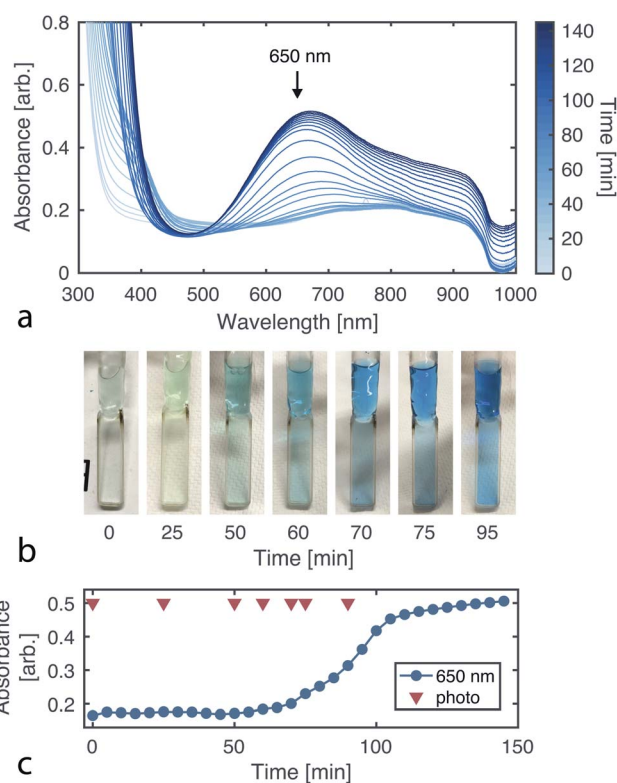 0.8
0.6
0.4
0.2
0
Absorbance [arb.]
650 nm
300 400 500 600 700 800 900 1000
Wavelength [nm]
140
120
100
80
60
40
20
0
Time [min]
a
0 25 50 60 70 75 95
Time [min]
b
0.5
0.4
0.3
0.2
Absorbance
[arb.]
650 nm
photo
0 50 100 150
Time [min]
c